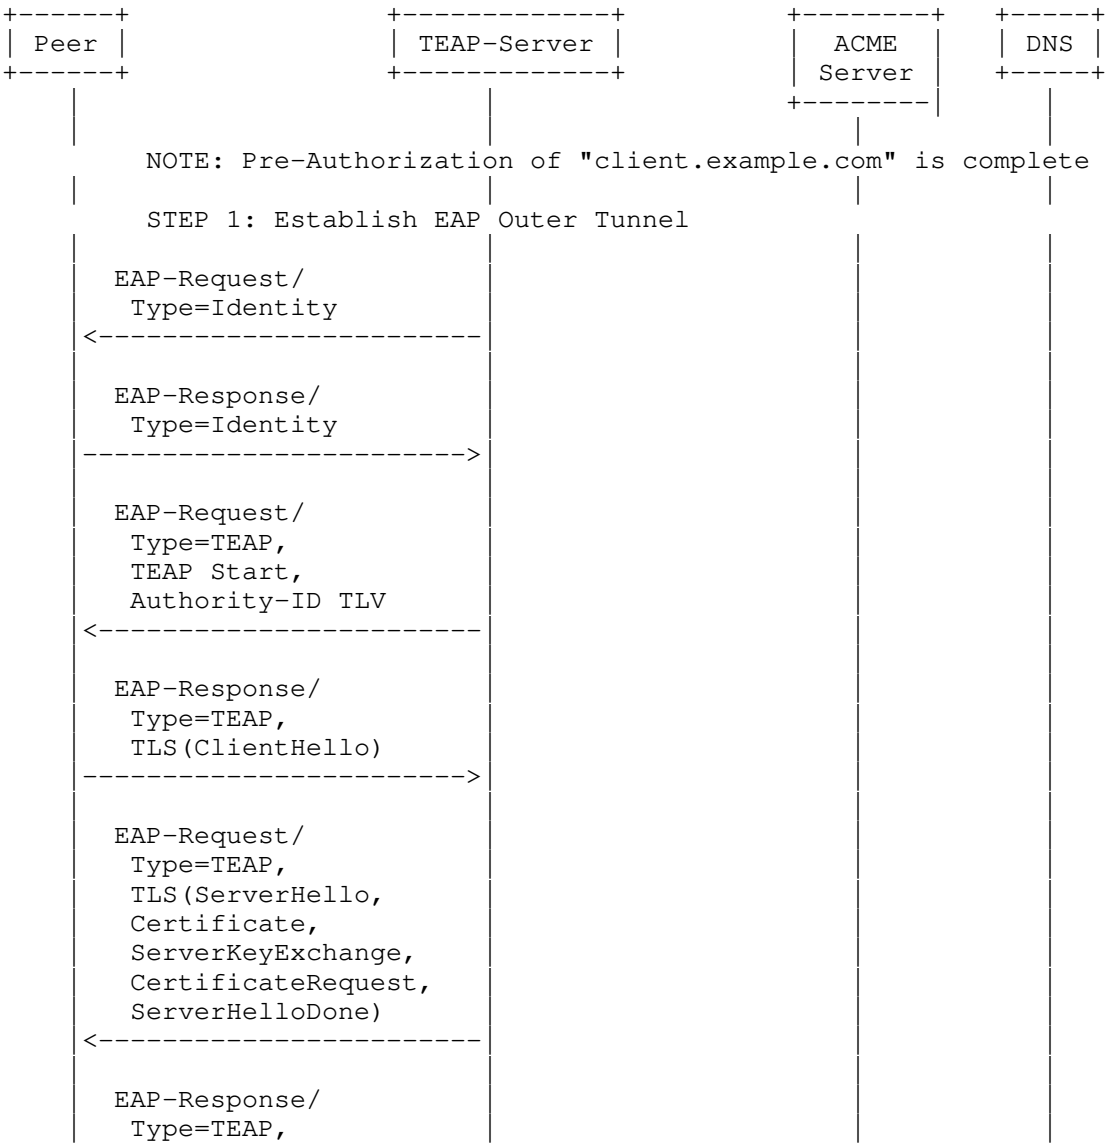 Peer TEAP-Server ACME DNS
Server
NOTE: Pre-Authorization of "client.example.com" is complete
STEP 1: Establish EAP Outer Tunnel
EAP-Request/
Type=Identity
EAP-Response/
Type=Identity
EAP-Request/
Type=TEAP,
TEAP Start,
Authority-ID TLV
EAP-Response/
Type=TEAP,
TLS(ClientHello)
EAP-Request/
Type=TEAP,
TLS(ServerHello,
Certificate,
ServerKeyExchange,
CertificateRequest,
ServerHelloDone)
EAP-Response/
Type=TEAP,